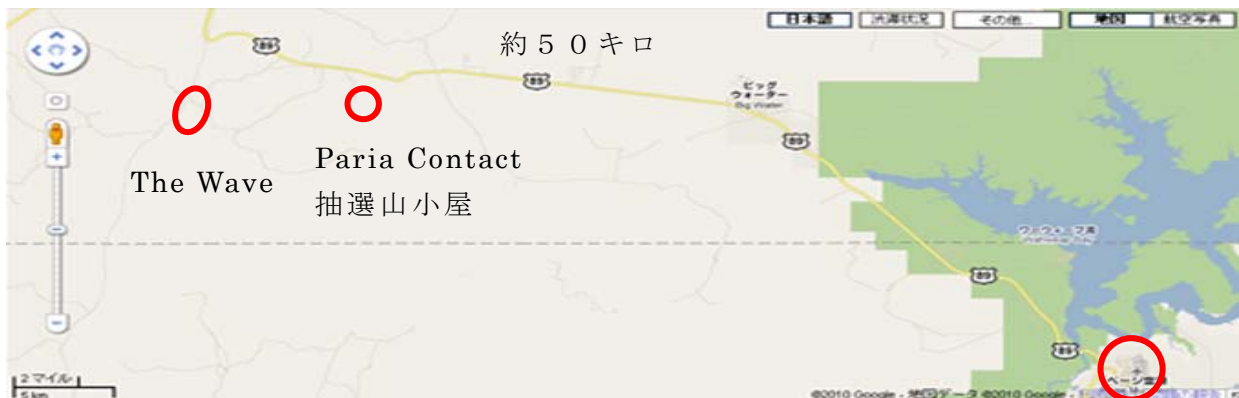 日本語 渋滞状況 その他... 地図 航空写真
約５０キロ
89
89
ビッグ
ウォーター
Big Water
89
The Wave
Paria Contact
抽選山小屋
89
89
2 マイル
5 km
©2010 Google - 地図データ ©2010 Google -